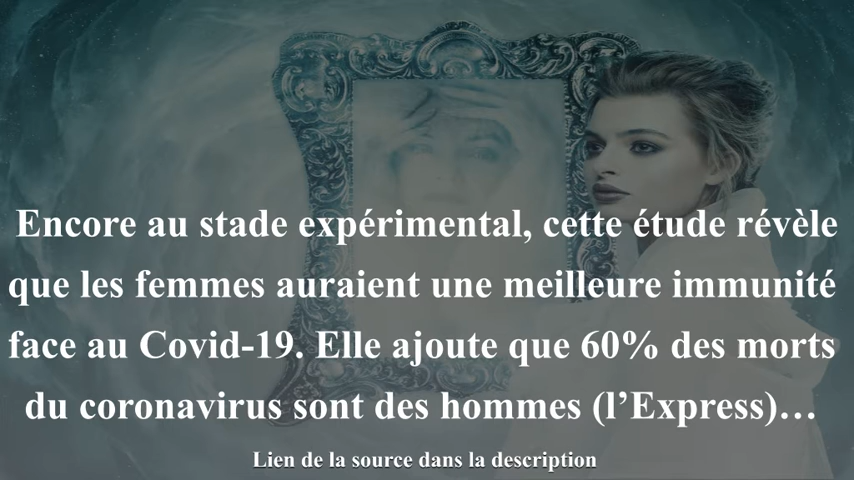 Encore au stade expérimental, cette étude révèle
que les femmes auraient une meilleure immunité
face au Covid-19. Elle ajoute que 60% des morts
du coronavirus sont des hommes (l’Express)…
Lien de la source dans la description